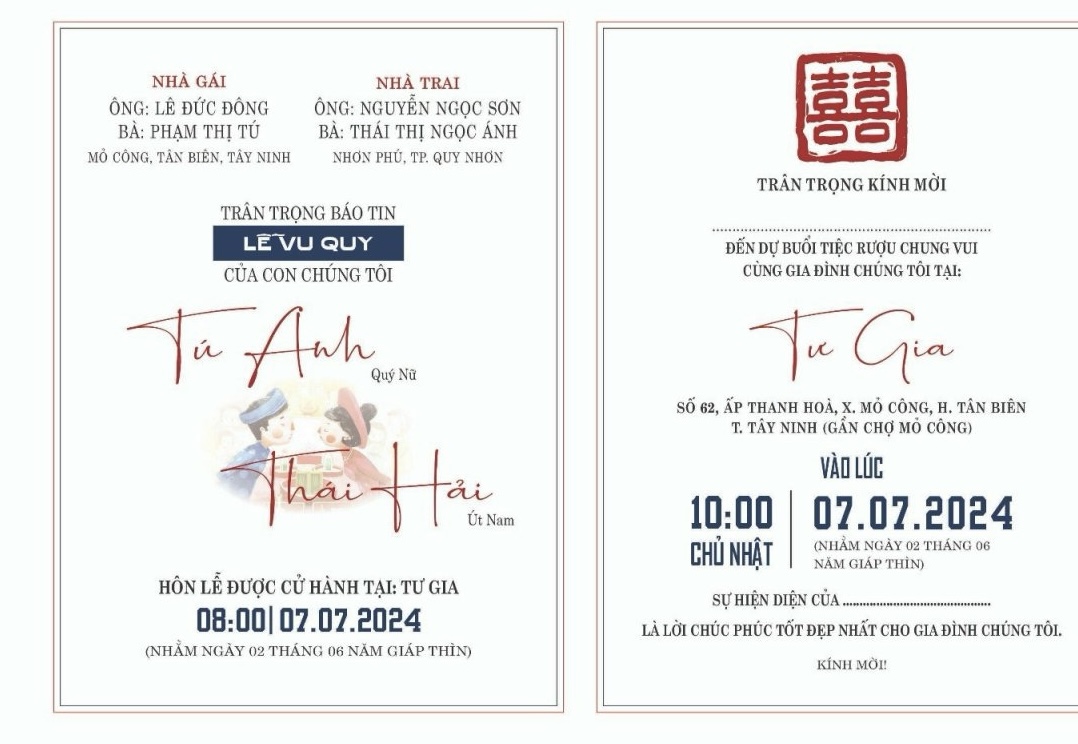 NHÀ GÁI
ÔNG: LÊ ĐỨC ĐÔNG
BÀ: PHẠM THỊ TÚ
MỎ CÔNG, TÂN BIÊN, TÂY NINH
NHÀ TRAI
ÔNG: NGUYỄN NGỌC SƠN
BÀ: THÁI THỊ NGỌC ÁNH
NHƠN PHÚ, TP. QUY NHƠN
TRÂN TRỌNG BÁO TIN
LỄ VU QUY
CỦA CON CHÚNG TÔI
Tú Anh
Quý Nữ
Thái Hải
Út Nam
HÔN LỄ ĐƯỢC CỬ HÀNH TẠI: TƯ GIA
08:00| 07.07.2024
(NHẰM NGÀY 02 THÁNG 06 NĂM GIÁP THÌN)
囍
TRÂN TRỌNG KÍNH MỜI
........................................................................
ĐẾN DỰ BUỔI TIỆC RƯỢU CHUNG VUI
CÙNG GIA ĐÌNH CHÚNG TÔI TẠI:
Tư Gia
SỐ 62, ẤP THANH HOÀ, X. MỎ CÔNG, H. TÂN BIÊN
T. TÂY NINH (GẦN CHỢ MỎ CÔNG)
VÀO LÚC
10:00
CHỦ NHẬT
07.07.2024
(NHẰM NGÀY 02 THÁNG 06
NĂM GIÁP THÌN)
SỰ HIỆN DIỆN CỦA ............................................
LÀ LỜI CHÚC PHÚC TỐT ĐẸP NHẤT CHO GIA ĐÌNH CHÚNG TÔI.
KÍNH MỜI!